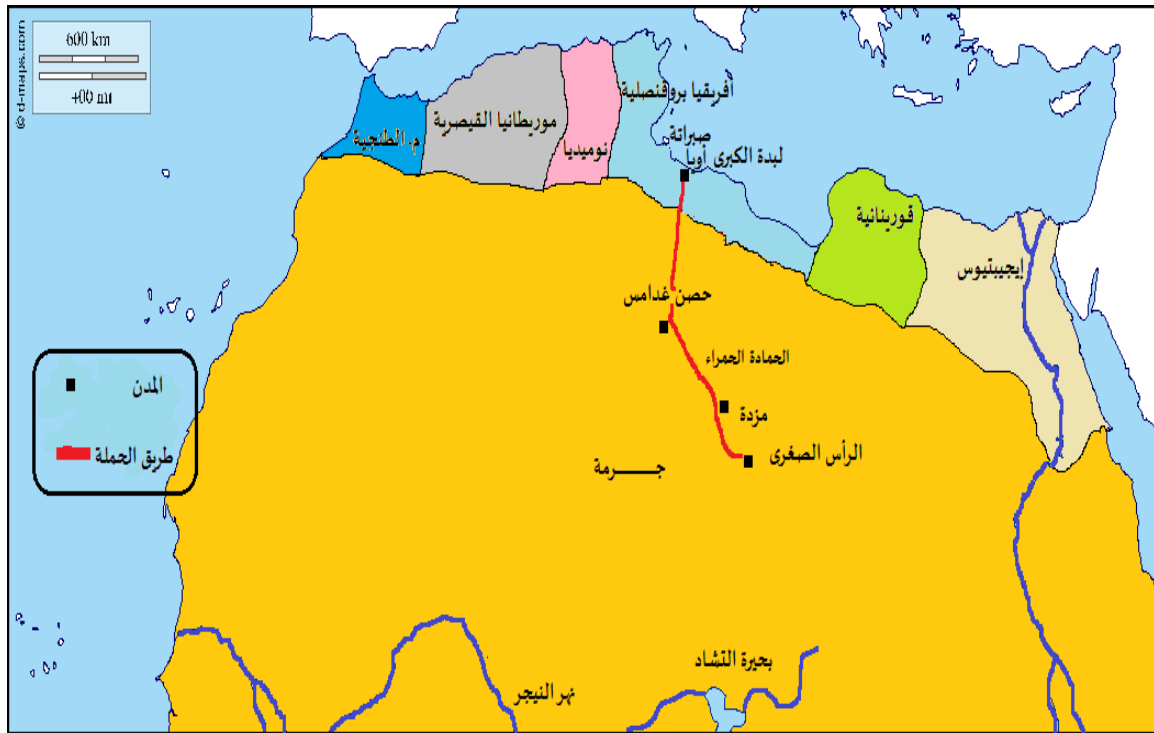 600 km
400 mi
© d-maps.com
أفريقيا بروقنصلية
صبراتة
لبدة الكبرى أويا
موريطانيا القيصرية
م. الطنجية
نوميديا
قورينائية
إيجيبتيوس
حصن غدامس
الحمادة الحمراء
مزدة
الرأس الصغرى
جـــــرمة
المدن
طريق الحملة
بحيرة التشاد
نهر النيجر